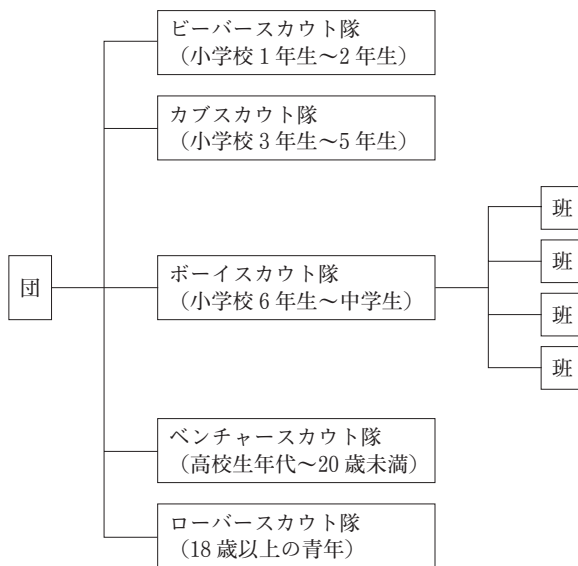 ビーバースカウト隊
（小学校 1 年生～2 年生）
カブスカウト隊
（小学校 3 年生～5 年生）
団
ボーイスカウト隊
（小学校 6 年生～中学生）
班
班
班
班
ベンチャースカウト隊
（高校生年代～20 歳未満）
ローバースカウト隊
（18 歳以上の青年）